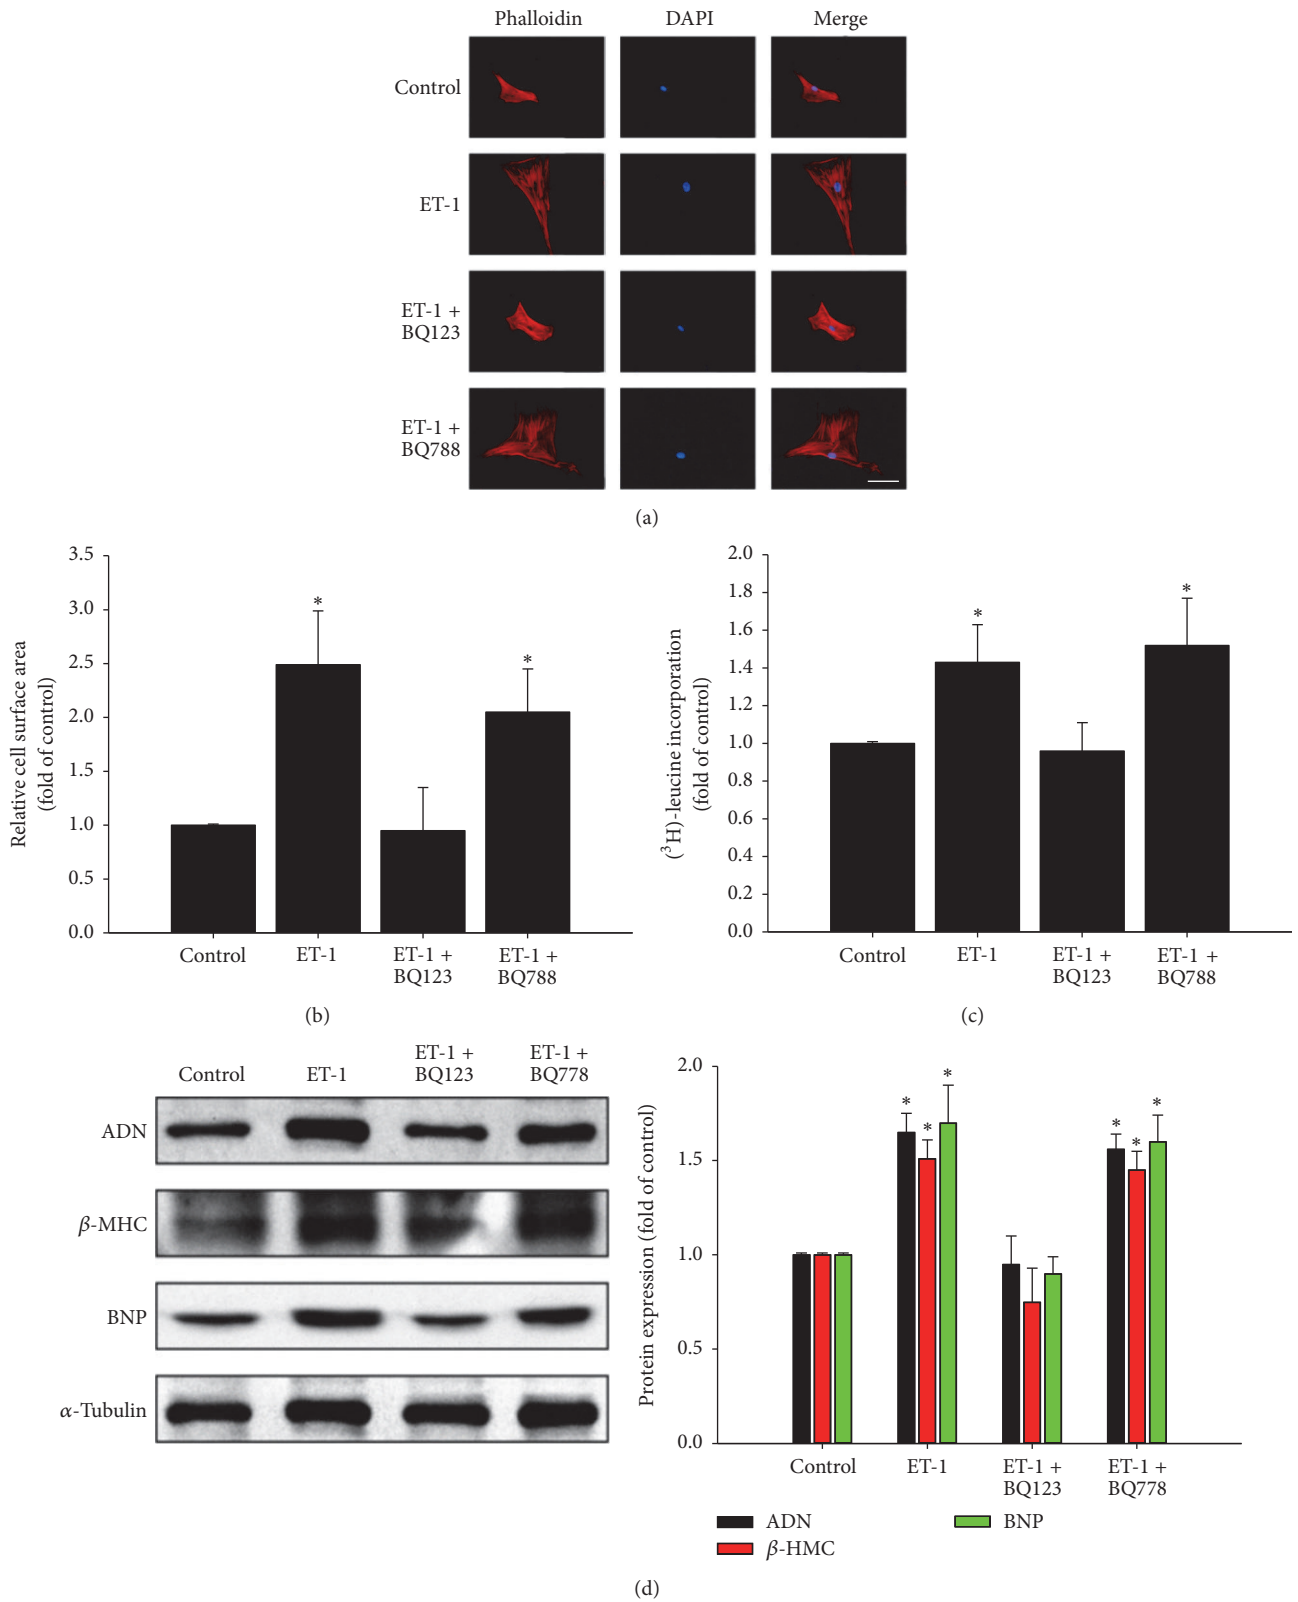 Phalloidin DAPI Merge
Control
ET-1
ET-1 +
BQ123
ET-1 +
BQ788
(a)
Relative cell surface area
(fold of control)
3.5
3.0
2.5
2.0
1.5
1.0
0.5
0.0
*
*
Control ET-1 ET-1 + ET-1 +
BQ123 BQ788
(b)
(³H)-leucine incorporation
(fold of control)
2.0
1.8
1.6
1.4
1.2
1.0
0.8
0.6
0.4
0.2
0.0
*
*
Control ET-1 ET-1 + ET-1 +
BQ123 BQ788
(c)
Control ET-1 ET-1 + ET-1 +
BQ123 BQ778
ADN
β-MHC
BNP
α-Tubulin
Protein expression (fold of control)
2.0
1.5
1.0
0.5
0.0
* * *
* * *
Control ET-1 ET-1 + ET-1 +
BQ123 BQ778
ADN BNP
β-HMC
(d)